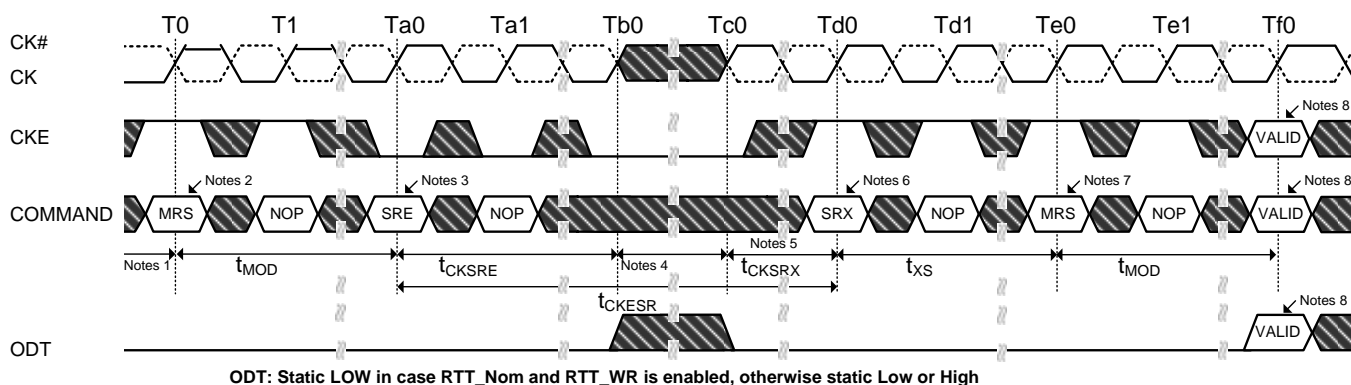 T0 T1 Ta0 Ta1 Tb0 Tc0 Td0 Td1 Te0 Te1 Tf0
CK#
CK
Notes 8
CKE
VALID
Notes 2 Notes 3 Notes 6 Notes 7 Notes 8
COMMAND MRS NOP SRE NOP SRX NOP MRS NOP VALID
Notes 1 tMOD tCKSRE Notes 4 Notes 5 tCKSRX tXS tMOD
tCKESR
Notes 8
VALID
ODT
ODT: Static LOW in case RTT_Nom and RTT_WR is enabled, otherwise static Low or High